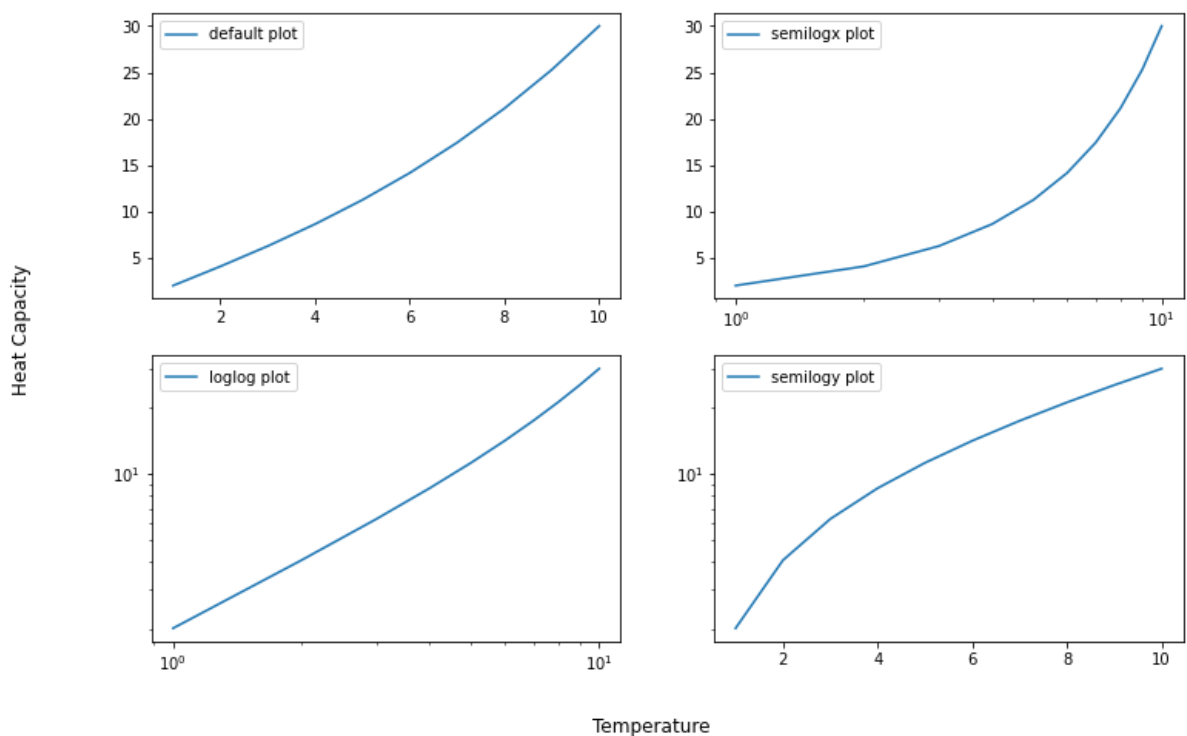 default plot
30
25
20
15
10
5
2 4 6 8 10
semilogx plot
30
25
20
15
10
5
10⁰ 10¹
Heat Capacity
loglog plot
10¹
10⁰ 10¹
semilogy plot
10¹
2 4 6 8 10
Temperature